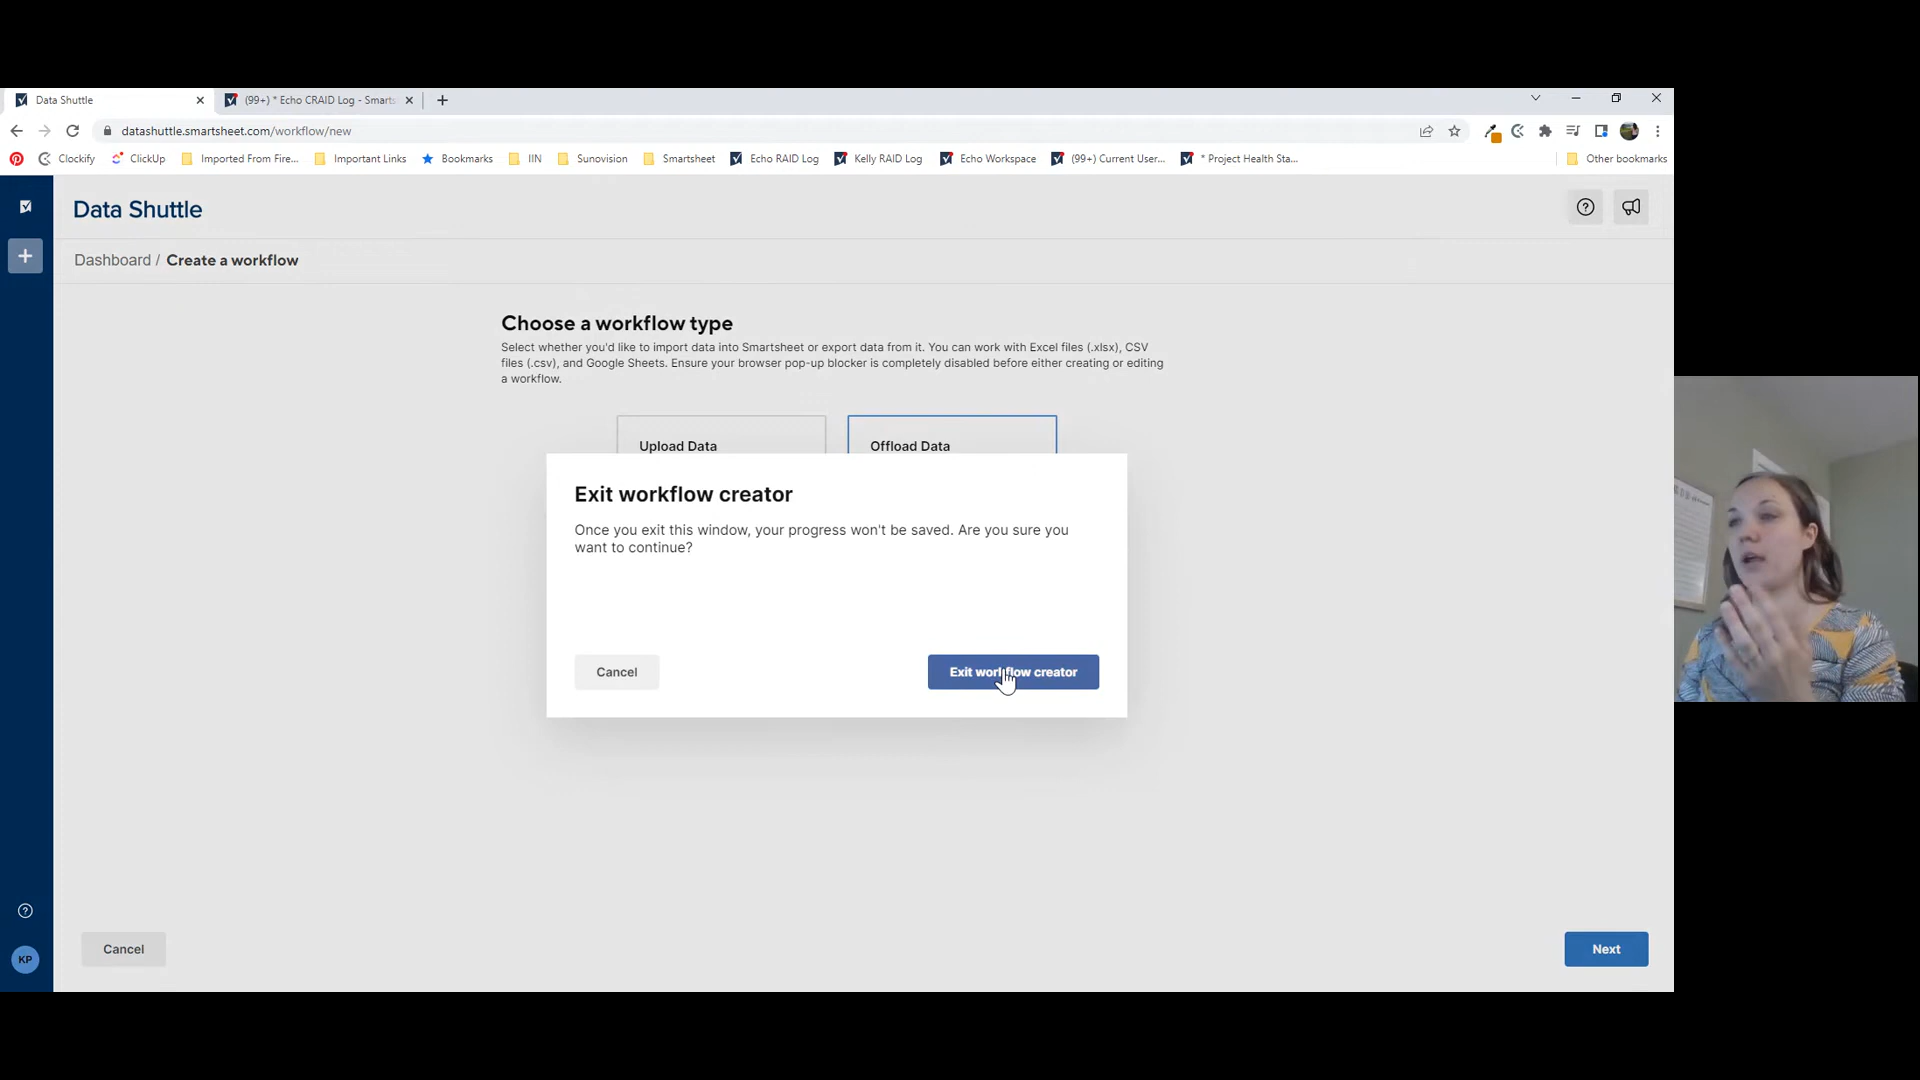 Data Shuttle
(99+) * Echo CRAID Log - Smarts
datashuttle.smartsheet.com/workflow/new
Clockify
ClickUp
Imported From Fire...
Important Links
Bookmarks
IIN
Sunovision
Smartsheet
Echo RAID Log
Kelly RAID Log
Echo Workspace
(99+) Current User...
* Project Health Sta...
Other bookmarks
Data Shuttle
Dashboard / Create a workflow
Choose a workflow type
Select whether you'd like to import data into Smartsheet or export data from it. You can work with Excel files (.xlsx), CSV
files (.csv), and Google Sheets. Ensure your browser pop-up blocker is completely disabled before either creating or editing
a workflow.
Upload Data
Offload Data
Exit workflow creator
Once you exit this window, your progress won't be saved. Are you sure you
want to continue?
Cancel
Exit workflow creator
KP
Cancel
Next